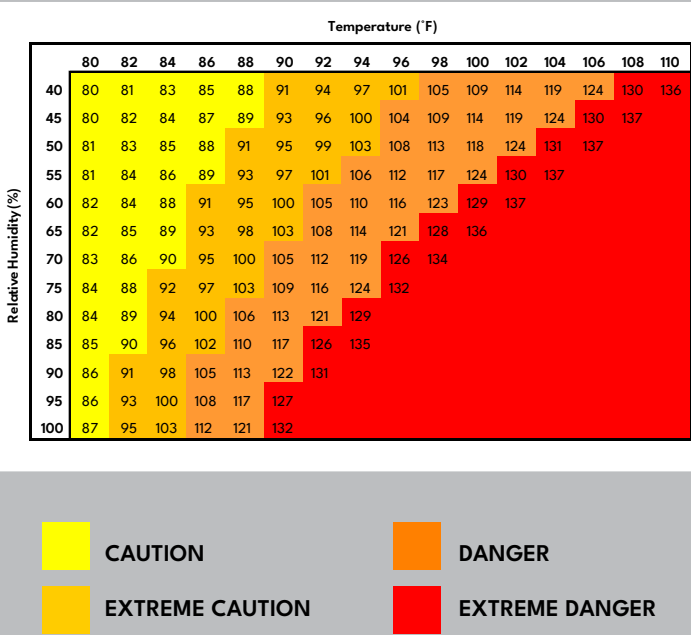 Temperature (˚F)
80 82 84 86 88 90 92 94 96 98 100 102 104 106 108 110
40 80 81 83 85 88 91 94 97 101 105 109 114 119 124 130 136
45 80 82 84 87 89 93 96 100 104 109 114 119 124 130 137
50 81 83 85 88 91 95 99 103 108 113 118 124 131 137
55 81 84 86 89 93 97 101 106 112 117 124 130 137
60 82 84 88 91 95 100 105 110 116 123 129 137
Relative Humidity (%)
65 82 85 89 93 98 103 108 114 121 128 136
70 83 86 90 95 100 105 112 119 126 134
75 84 88 92 97 103 109 116 124 132
80 84 89 94 100 106 113 121 129
85 85 90 96 102 110 117 126 135
90 86 91 98 105 113 122 131
95 86 93 100 108 117 127
100 87 95 103 112 121 132
CAUTION
DANGER
EXTREME CAUTION
EXTREME DANGER